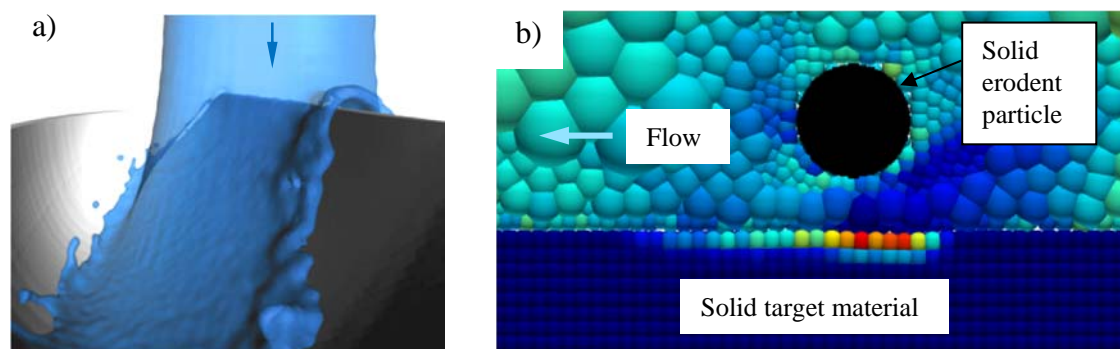 a)
b)
Solid
erodent
particle
Flow
Solid target material